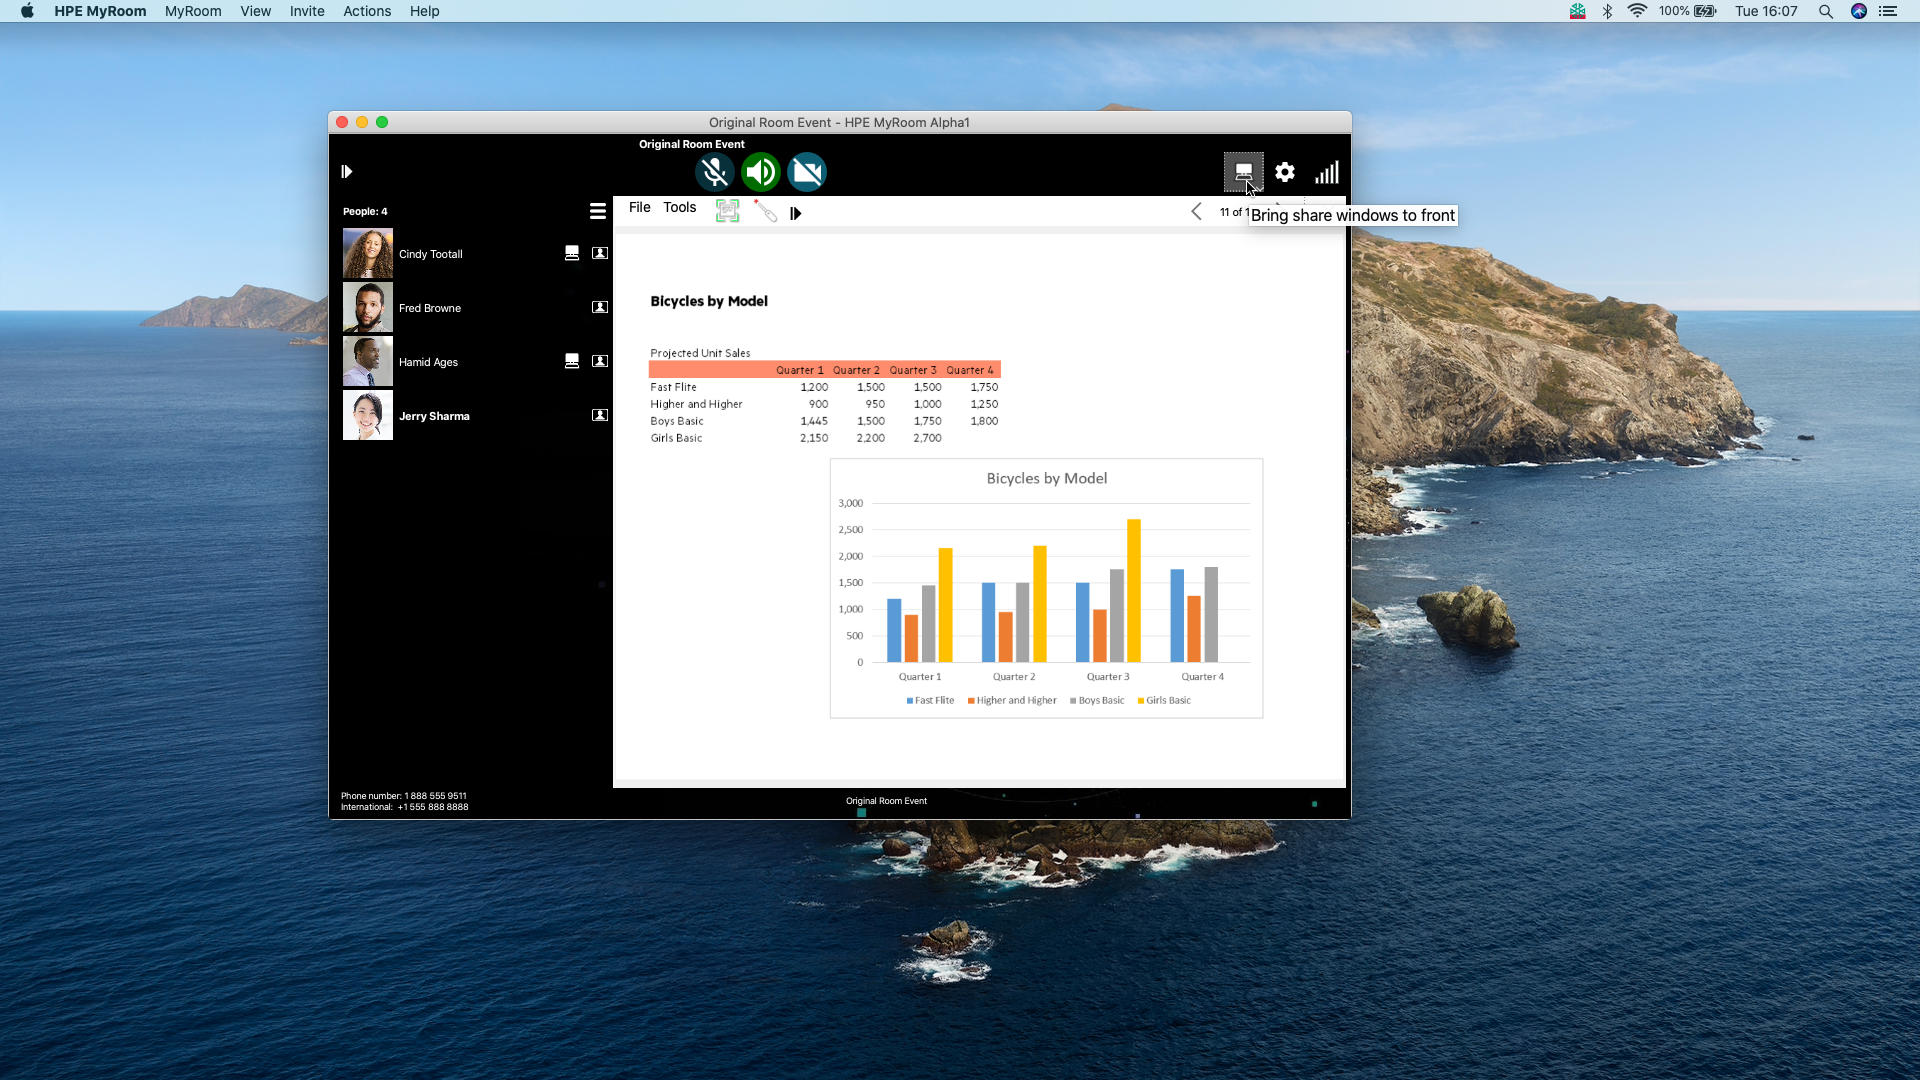 HPE MyRoom MyRoom View Invite Actions Help 100% Tue 16:07
Original Room Event - HPE MyRoom Alpha1
Original Room Event
People: 4
File Tools 11 of 1
Bring share windows to front
Cindy Tootall
Fred Browne
Hamid Ages
Jerry Sharma
Bicycles by Model
Projected Unit Sales
Quarter 1 Quarter 2 Quarter 3 Quarter 4
Fast Flite 1,200 1,500 1,500 1,750
Higher and Higher 900 950 1,000 1,250
Boys Basic 1,445 1,500 1,750 1,800
Girls Basic 2,150 2,200 2,700
Bicycles by Model
3,000
2,500
2,000
1,500
1,000
500
0
Quarter 1 Quarter 2 Quarter 3 Quarter 4
Fast Flite Higher and Higher Boys Basic Girls Basic
Phone number: 1 888 555 9511
International: +1 555 888 8888
Original Room Event